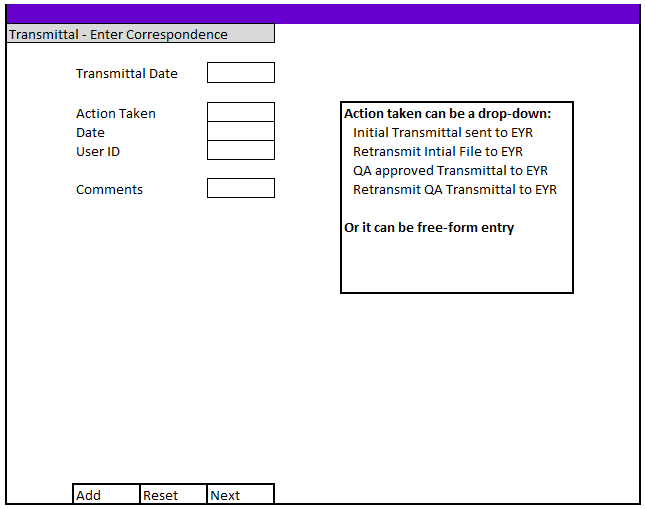 Transmittal - Enter Correspondence
Transmittal Date
Action Taken
Date
User ID
Comments
Action taken can be a drop-down:
Initial Transmittal sent to EYR
Retransmit Intial File to EYR
QA approved Transmittal to EYR
Retransmit QA Transmittal to EYR
Or it can be free-form entry
Add Reset Next